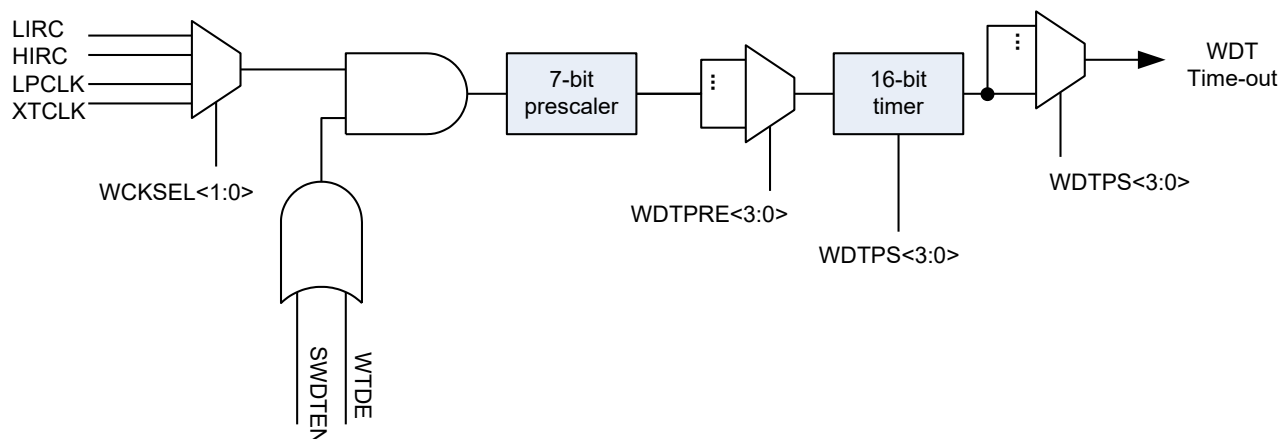 LIRC
HIRC
LPCLK
XTCLK
WCKSEL<1:0>
SWDTEN
WTDE
7-bit
prescaler
...
WDTPRE<3:0>
16-bit
timer
WDTPS<3:0>
...
WDTPS<3:0>
WDT
Time-out